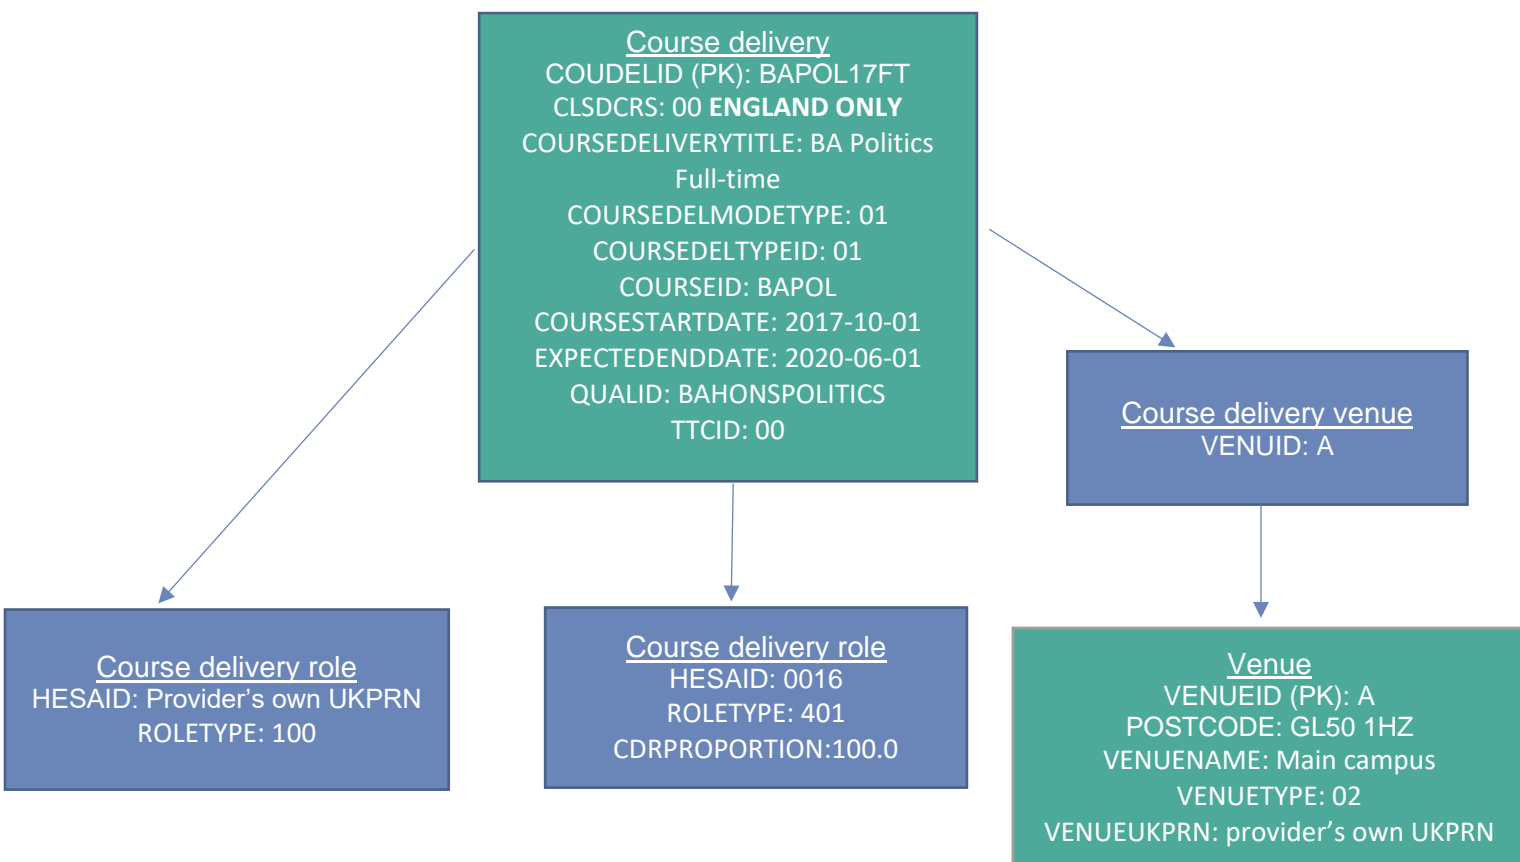 Course delivery
COUDELID (PK): BAPOL17FT
CLSDCRS: 00 ENGLAND ONLY
COURSEDELIVERYTITLE: BA Politics
Full-time
COURSEDELMODETYPE: 01
COURSEDELTYPEID: 01
COURSEID: BAPOL
COURSESTARTDATE: 2017-10-01
EXPECTEDENDDATE: 2020-06-01
QUALID: BAHONSPOLITICS
TTCID: 00
Course delivery venue
VENUID: A
Course delivery role
HESAID: Provider's own UKPRN
ROLETYPE: 100
Course delivery role
HESAID: 0016
ROLETYPE: 401
CDRPROPORTION:100.0
Venue
VENUEID (PK): A
POSTCODE: GL50 1HZ
VENUENAME: Main campus
VENUETYPE: 02
VENUEUKPRN: provider's own UKPRN